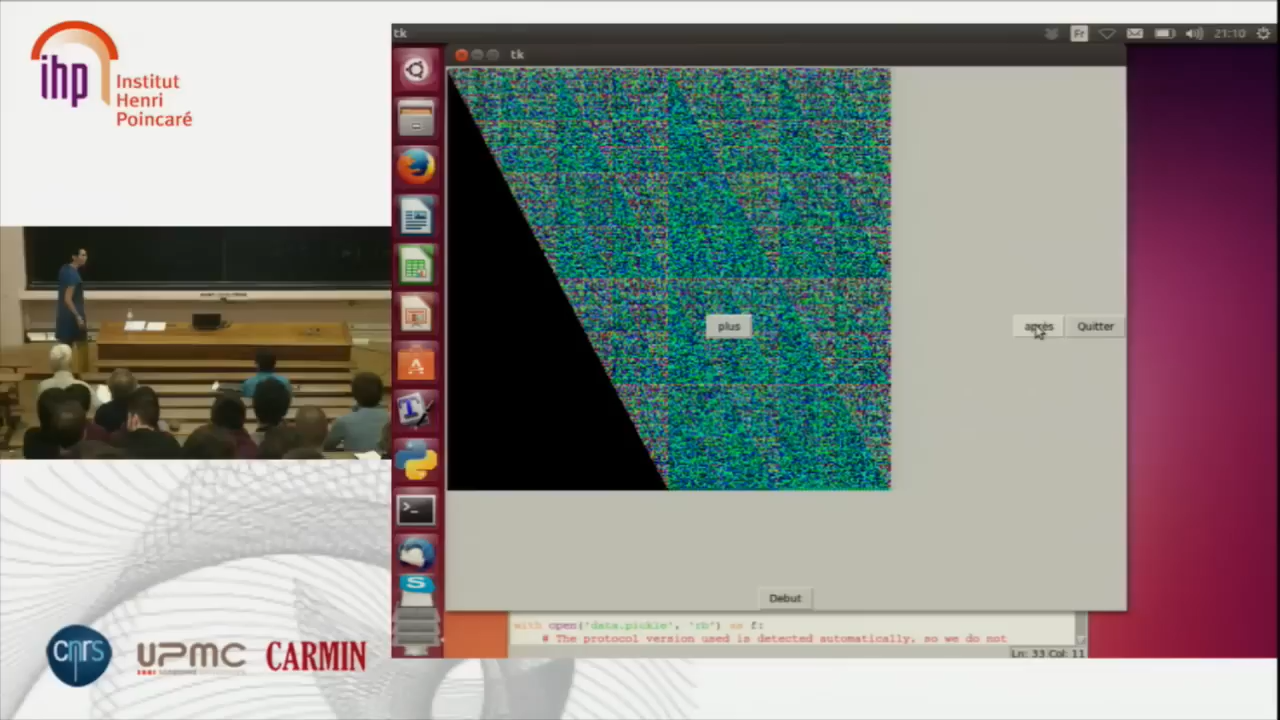 ihp
Institut
Henri
Poincaré
tk
Fr
21:10
tk
plus
après
Quitter
Debut
with open('data.pickle', 'rb') as f:
# The protocol version used is detected automatically, so we do not
Ln: 33 Col: 11
cnrs
UPMC
CARMIN